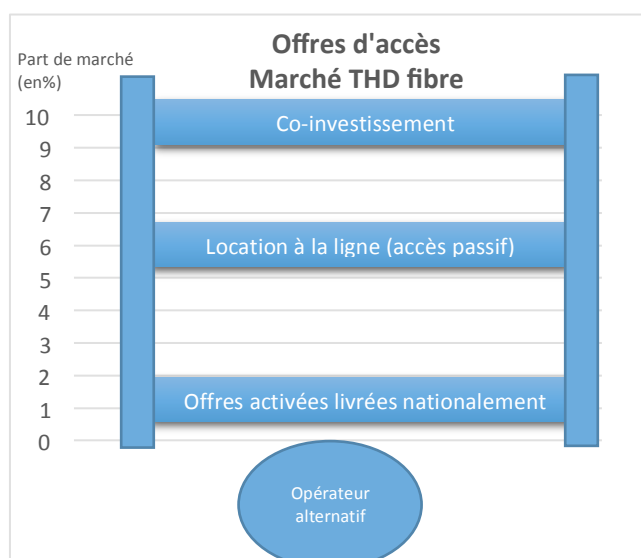 Offres d'accès
Marché THD fibre
Part de marché
(en%)
10
9
8
7
6
5
4
3
2
1
0
Co-investissement
Location à la ligne (accès passif)
Offres activées livrées nationalement
Opérateur
alternatif